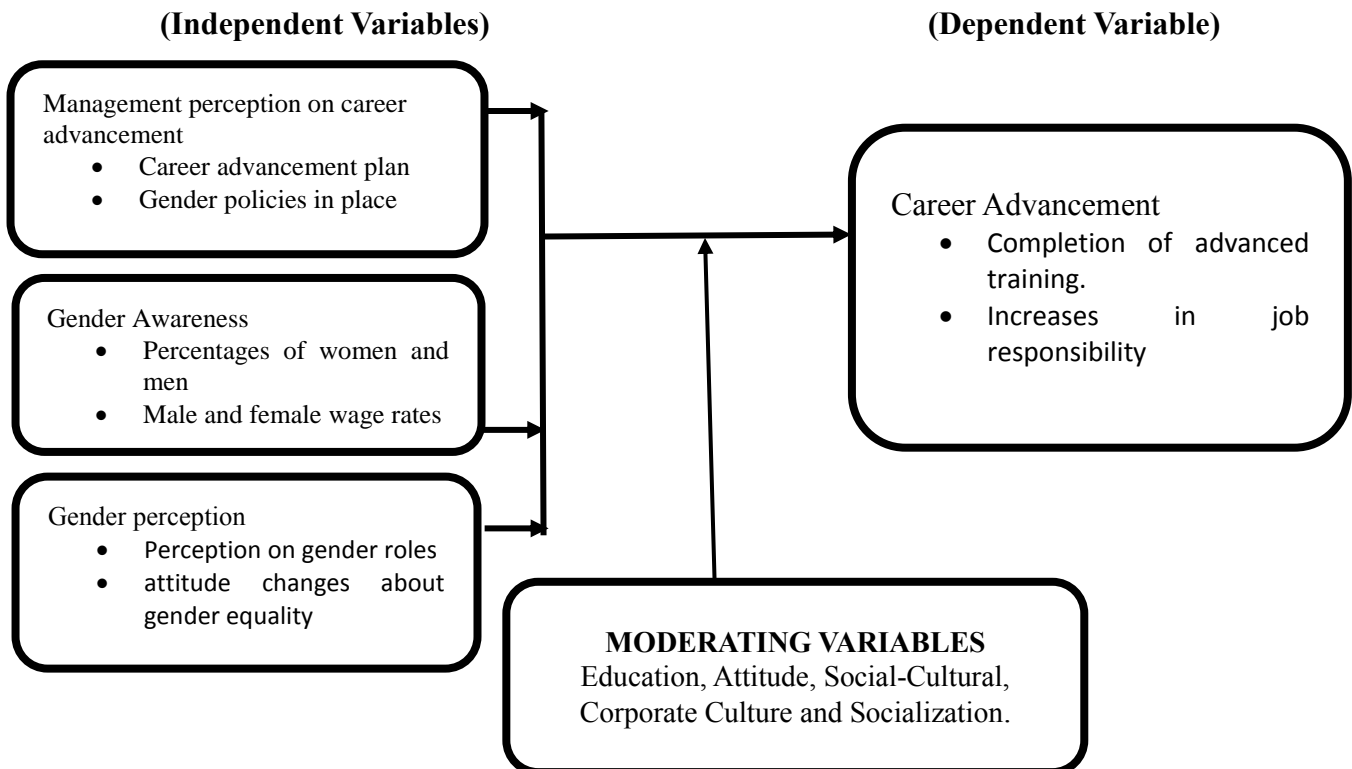 (Independent Variables)
(Dependent Variable)
Management perception on career
advancement
• Career advancement plan
• Gender policies in place
Gender Awareness
• Percentages of women and
men
• Male and female wage rates
Gender perception
• Perception on gender roles
• attitude changes about
gender equality
Career Advancement
• Completion of advanced
training.
• Increases in job
responsibility
MODERATING VARIABLES
Education, Attitude, Social-Cultural,
Corporate Culture and Socialization.